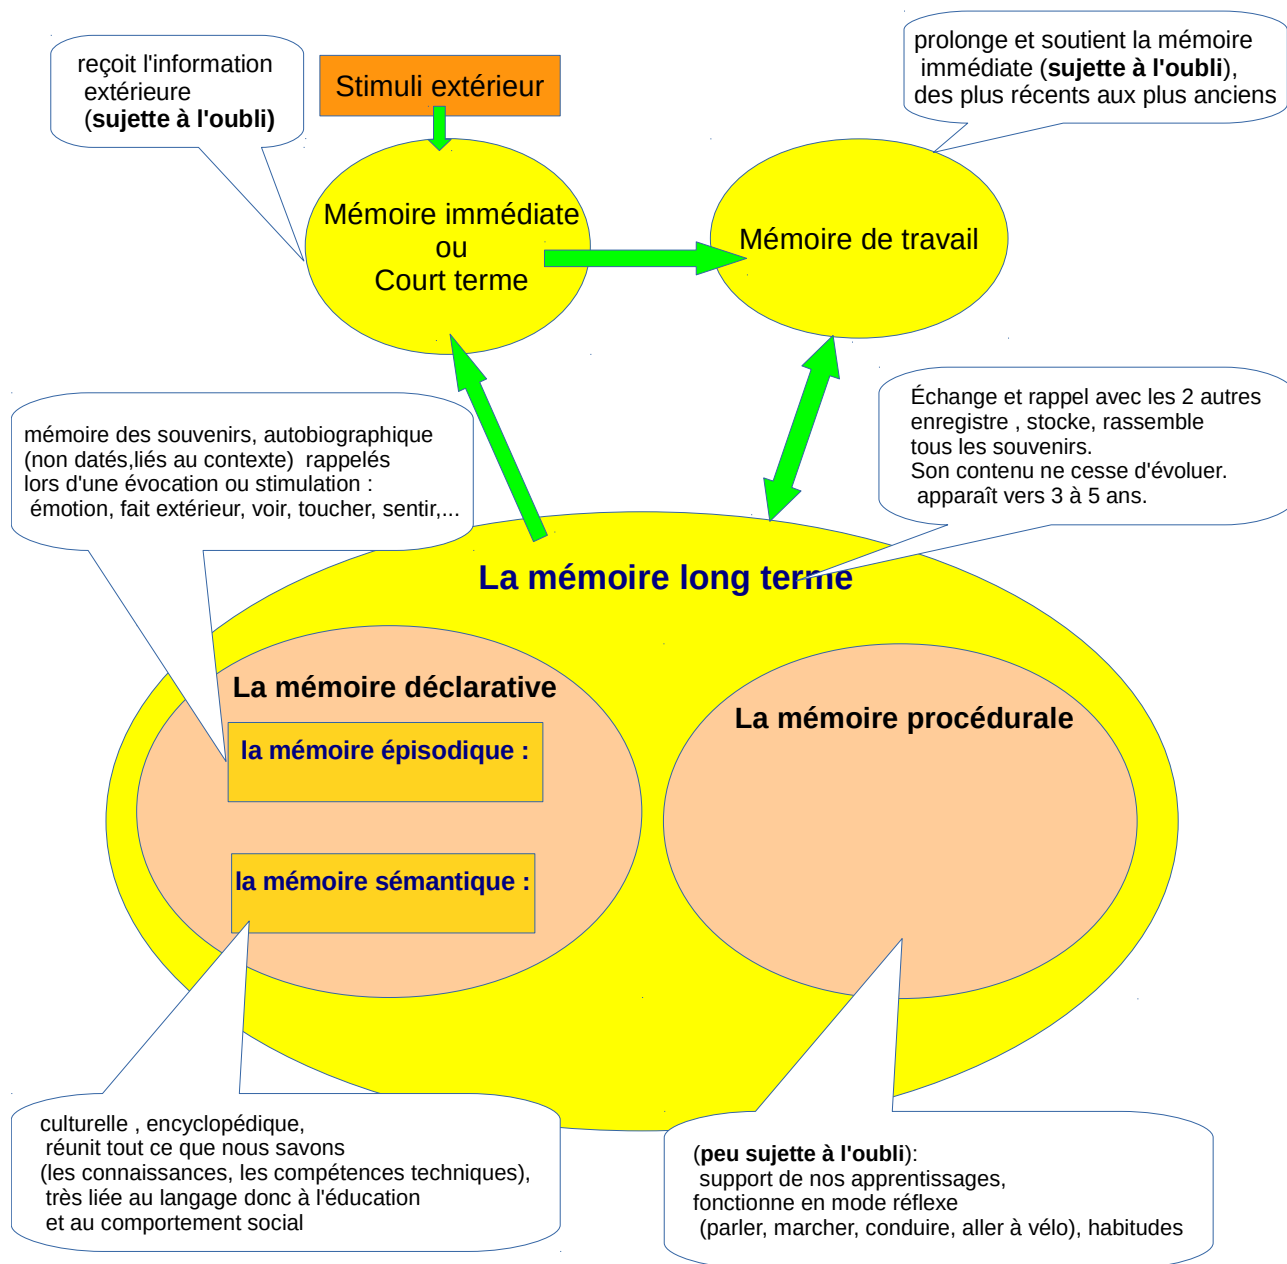 reçoit l'information
extérieure
(sujette à l'oubli)
Stimuli extérieur
prolonge et soutient la mémoire
immédiate (sujette à l'oubli),
des plus récents aux plus anciens
Mémoire immédiate
ou
Court terme
Mémoire de travail
mémoire des souvenirs, autobiographique
(non datés,liés au contexte) rappelés
lors d'une évocation ou stimulation :
émotion, fait extérieur, voir, toucher, sentir,...
Échange et rappel avec les 2 autres
enregistre , stocke, rassemble
tous les souvenirs.
Son contenu ne cesse d'évoluer.
apparaît vers 3 à 5 ans.
La mémoire long terme
La mémoire déclarative
la mémoire épisodique :
la mémoire sémantique :
La mémoire procédurale
culturelle , encyclopédique,
réunit tout ce que nous savons
(les connaissances, les compétences techniques),
très liée au langage donc à l'éducation
et au comportement social
(peu sujette à l'oubli):
support de nos apprentissages,
fonctionne en mode réflexe
(parler, marcher, conduire, aller à vélo), habitudes